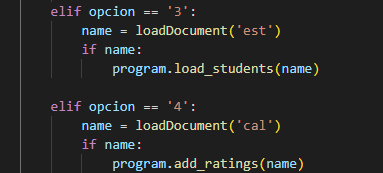 elif opcion == '3':
    name = loadDocument('est')
    if name:
        program.load_students(name)

elif opcion == '4':
    name = loadDocument('cal')
    if name:
        program.add_ratings(name)